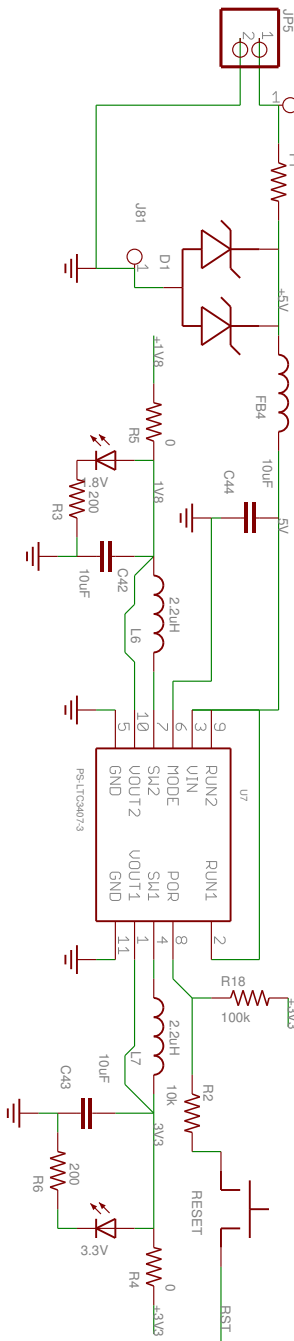 JP5
1
2
1
J81
1
D1
+5V
FB4
+1V8
R5
0
1.8V
200
R3
1V8
10uF
C42
C44
10uF
5V
L6
2.2uH
5
10
7
6
3
9
GND
VOUT2
SW2
MODE
VIN
RUN2
PS-LTC3407-3
U7
GND
VOUT1
SW1
POR
RUN1
11
1
4
8
2
R18
100k
+3V3
L7
2.2uH
10k
R2
C43
10uF
3V3
200
R6
3.3V
R4
0
+3V3
RESET
RST